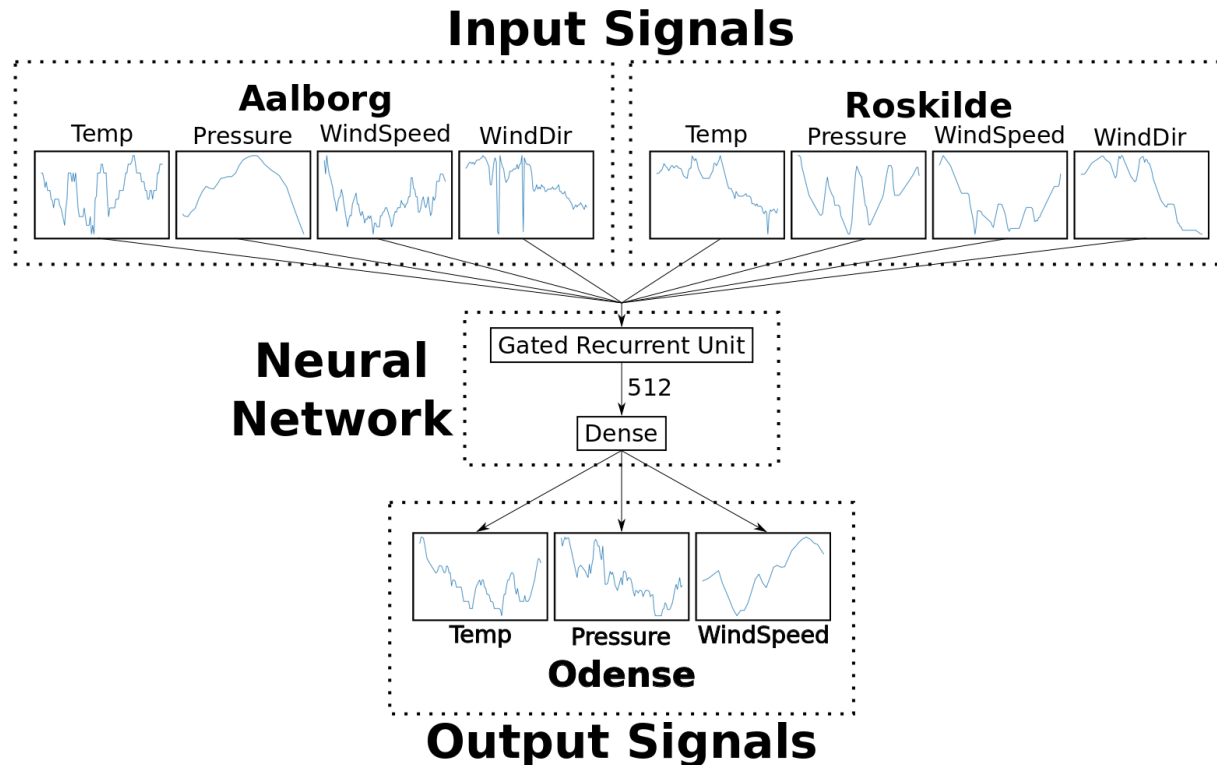 Input Signals
Aalborg
Temp Pressure WindSpeed WindDir
Roskilde
Temp Pressure WindSpeed WindDir
Neural
Network
Gated Recurrent Unit
512
Dense
Temp Pressure WindSpeed
Odense
Output Signals